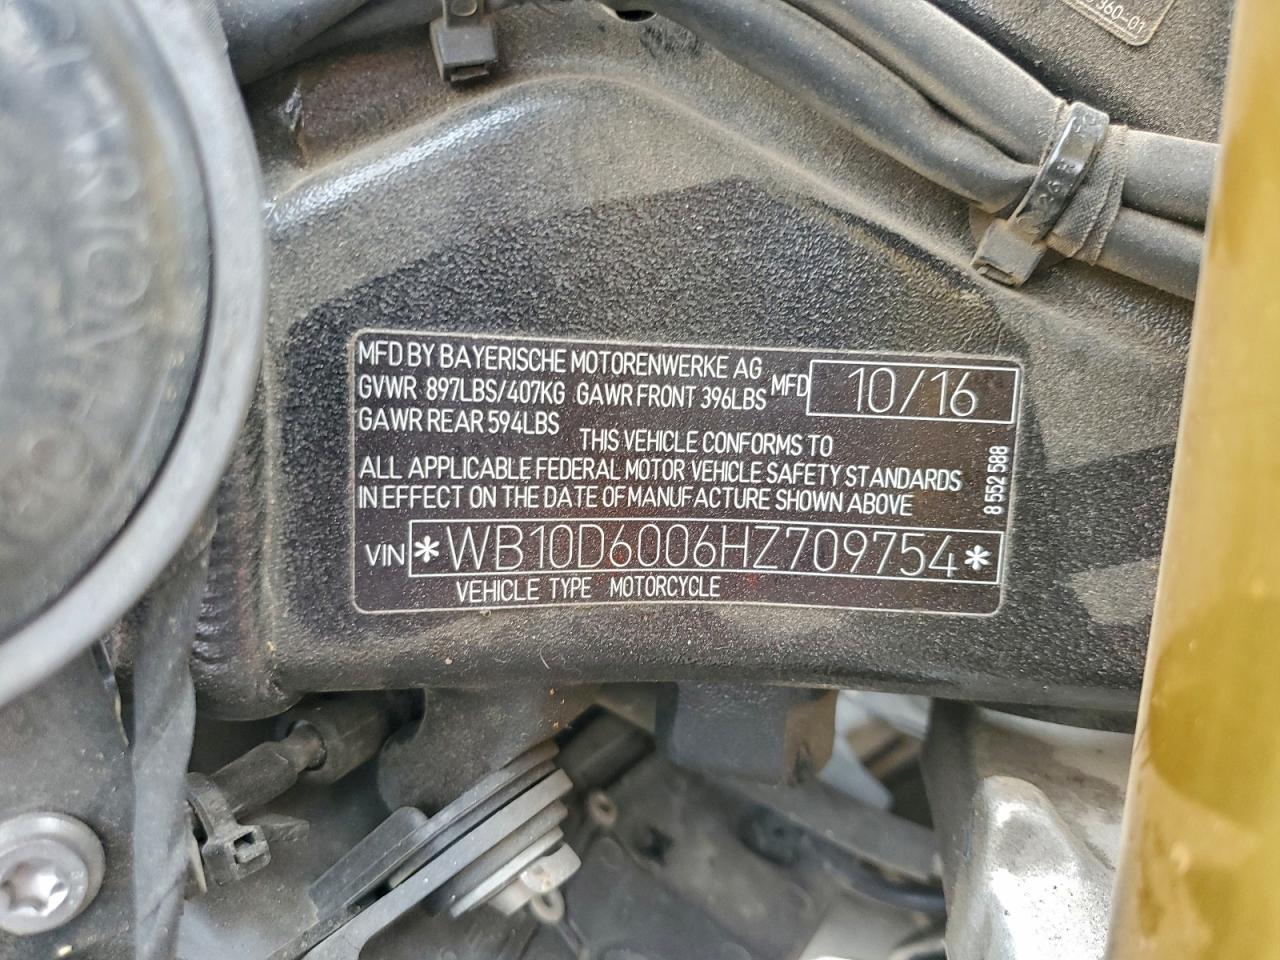 360-01
MFD BY BAYERISCHE MOTORENWERKE AG
GVWR 897LBS/407KG GAWR FRONT 396LBS MFD 10/16
GAWR REAR 594LBS
THIS VEHICLE CONFORMS TO
ALL APPLICABLE FEDERAL MOTOR VEHICLE SAFETY STANDARDS
IN EFFECT ON THE DATE OF MANUFACTURE SHOWN ABOVE
8 552 588
VIN *WB10D6006HZ709754*
VEHICLE TYPE MOTORCYCLE